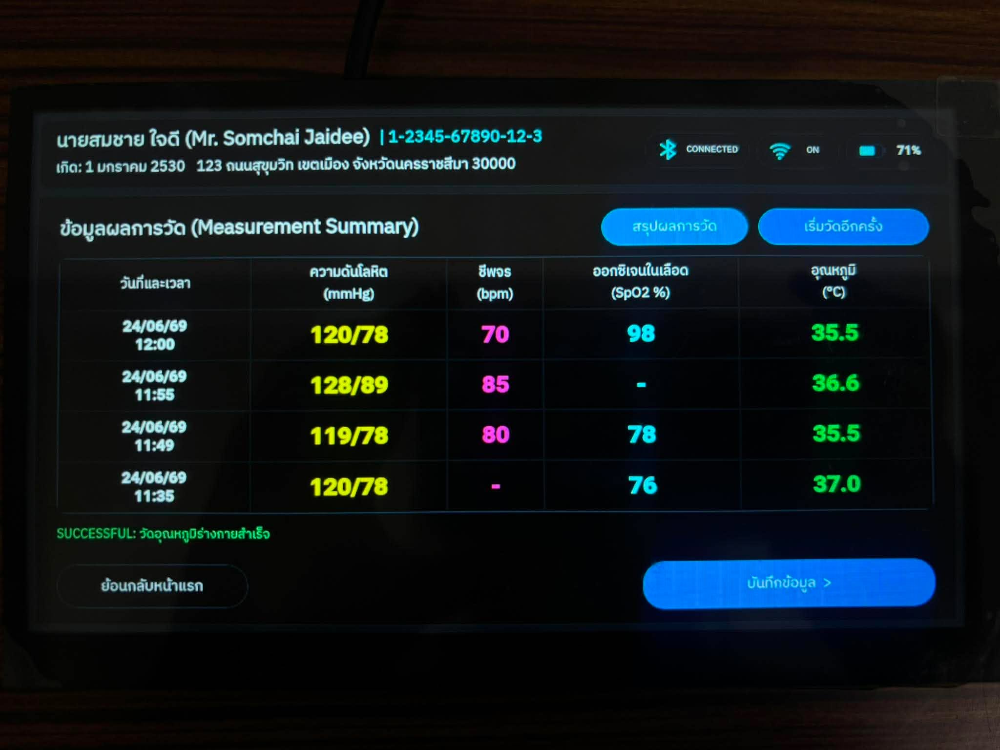 นายสมชาย ใจดี (Mr. Somchai Jaidee) | 1-2345-67890-12-3
เกิด: 1 มกราคม 2530 123 ถนนสุขุมวิท เขตเมือง จังหวัดนครราชสีมา 30000
CONNECTED ON 71%
ข้อมูลผลการวัด (Measurement Summary)
สรุปผลการวัด เริ่มวัดอีกครั้ง
วันที่และเวลา
ความดันโลหิต
(mmHg)
ชีพจร
(bpm)
ออกซิเจนในเลือด
(SpO2 %)
อุณหภูมิ
(°C)
24/06/69
12:00
120/78 70 98 35.5
24/06/69
11:55
128/89 85 - 36.6
24/06/69
11:49
119/78 80 78 35.5
24/06/69
11:35
120/78 - 76 37.0
SUCCESSFUL: วัดอุณหภูมิร่างกายสำเร็จ
ย้อนกลับหน้าแรก บันทึกข้อมูล >